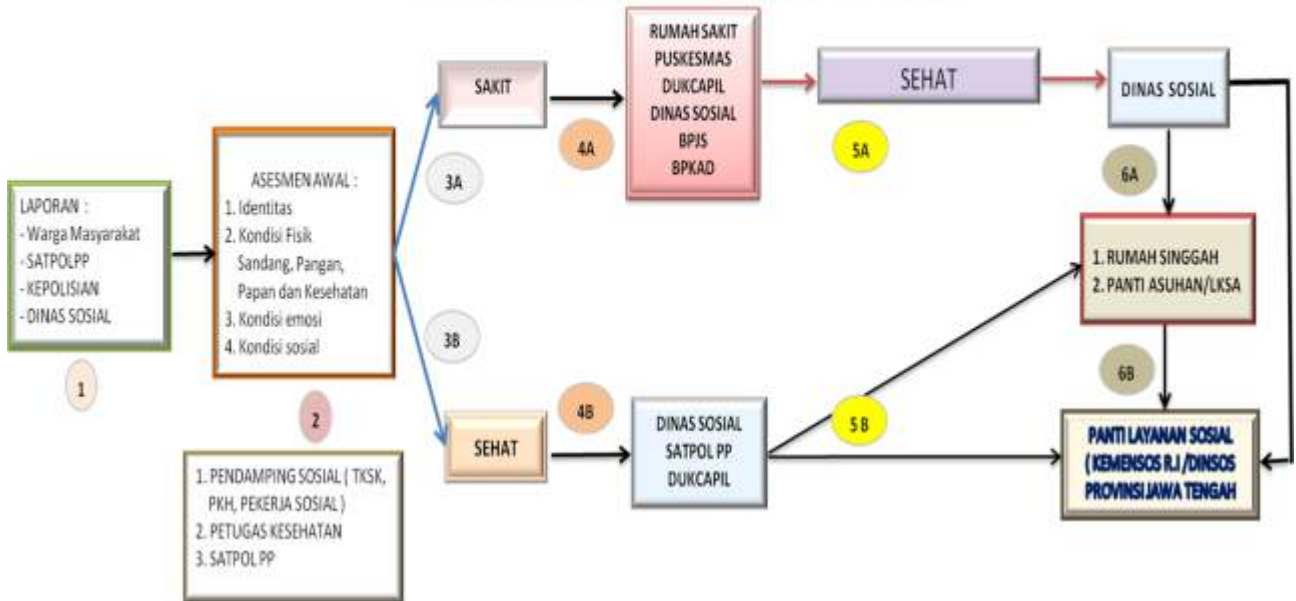 LAPORAN :
- Warga Masyarakat
- SATPOLPP
- KEPOLISIAN
- DINAS SOSIAL
1
ASESMEN AWAL :
1. Identitas
2. Kondisi Fisik
Sandang, Pangan,
Papan dan Kesehatan
3. Kondisi emosi
4. Kondisi sosial
2
1. PENDAMPING SOSIAL ( TKSK,
PKH, PEKERJA SOSIAL )
2. PETUGAS KESEHATAN
3. SATPOL PP
3A
SAKIT
4A
RUMAH SAKIT
PUSKESMAS
DUKCAPIL
DINAS SOSIAL
BPJS
BPKAD
5A
SEHAT
DINAS SOSIAL
6A
3B
SEHAT
4B
DINAS SOSIAL
SATPOL PP
DUKCAPIL
5 B
1. RUMAH SINGGAH
2. PANTI ASUHAN/LKSA
6B
PANTI LAYANAN SOSIAL
( KEMENSOS R.I /DINSOS
PROVINSI JAWA TENGAH